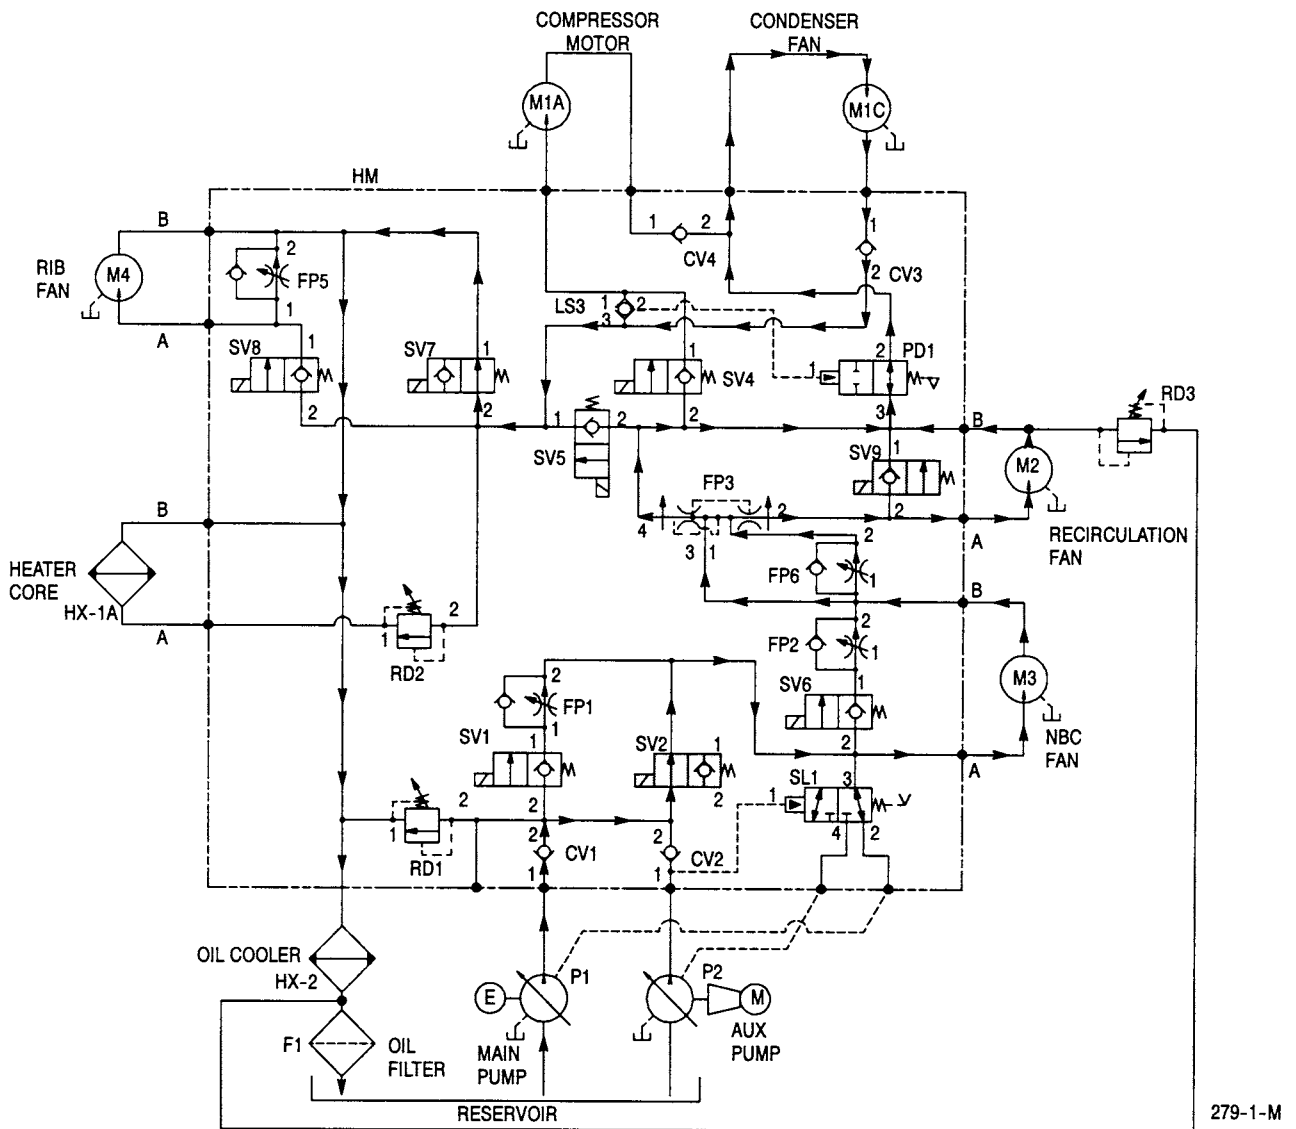 COMPRESSOR
MOTOR
CONDENSER
FAN
M1A
M1C
HM
B
1
2
CV4
1
2
CV3
RIB
FAN
M4
2
FP5
1
A
LS3
1
2
3
SV8
1
2
SV7
1
2
SV4
1
2
1
2
PD1
3
RD3
1
SV5
2
B
1
SV9
2
M2
A
RECIRCULATION
FAN
FP3
4
3
1
2
B
HEATER
CORE
HX-1A
A
2
FP6
1
B
2
FP2
1
1
2
RD2
M3
NBC
FAN
2
FP1
1
SV6
1
2
A
SV1
1
2
SV2
1
2
SL1
1
3
4
2
1
2
RD1
2
CV1
1
2
CV2
1
OIL COOLER
HX-2
P1
E
MAIN
PUMP
P2
M
AUX
PUMP
F1
OIL
FILTER
RESERVOIR
279-1-M